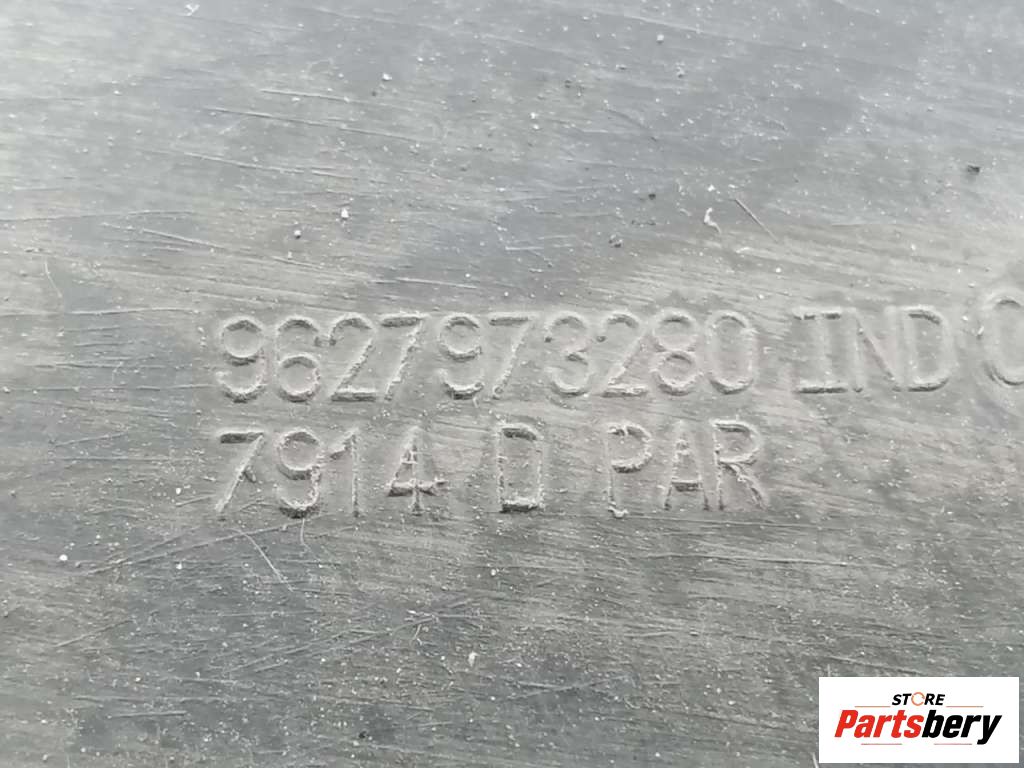 9627973280 IND C
7914 D PAR
STORE
Partsbery